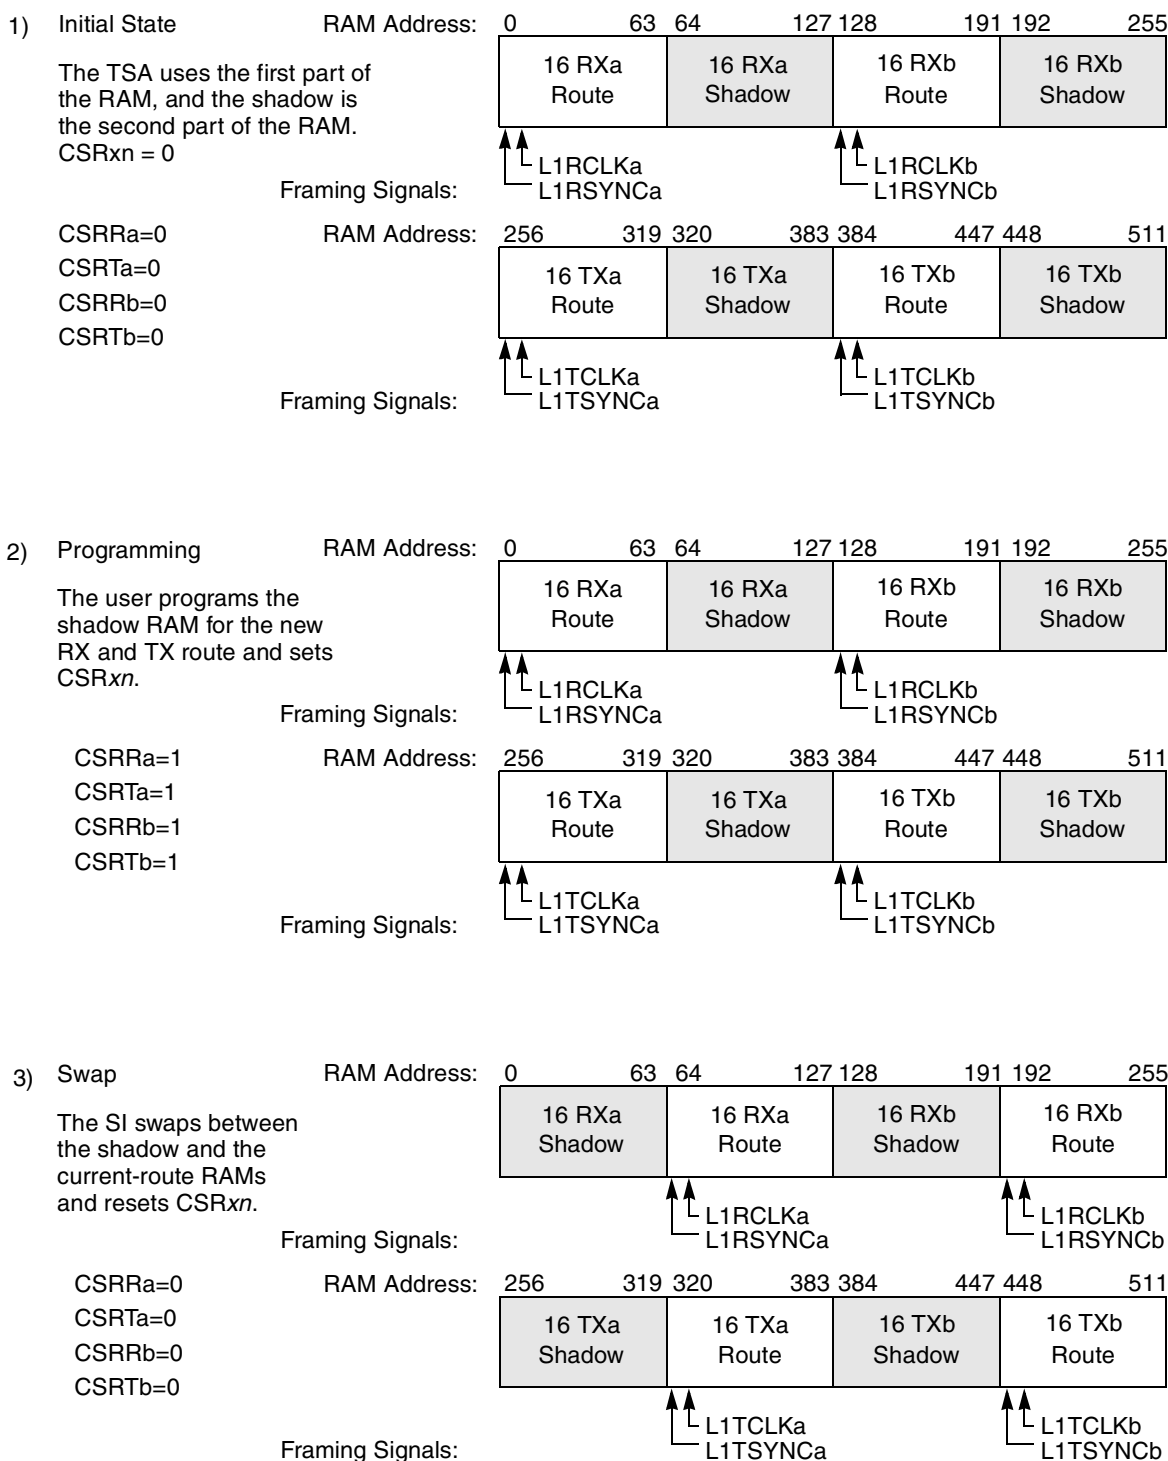 1) Initial State RAM Address: 0 63 64 127 128 191 192 255
The TSA uses the first part of
the RAM, and the shadow is
the second part of the RAM.
CSRxn = 0
16 RXa Route
16 RXa Shadow
16 RXb Route
16 RXb Shadow
Framing Signals:
L1RCLKa
L1RSYNCa
L1RCLKb
L1RSYNCb
CSRRa=0
CSRTa=0
CSRRb=0
CSRTb=0
RAM Address: 256 319 320 383 384 447 448 511
16 TXa Route
16 TXa Shadow
16 TXb Route
16 TXb Shadow
Framing Signals:
L1TCLKa
L1TSYNCa
L1TCLKb
L1TSYNCb
2) Programming RAM Address: 0 63 64 127 128 191 192 255
The user programs the
shadow RAM for the new
RX and TX route and sets
CSRxn.
16 RXa Route
16 RXa Shadow
16 RXb Route
16 RXb Shadow
Framing Signals:
L1RCLKa
L1RSYNCa
L1RCLKb
L1RSYNCb
CSRRa=1
CSRTa=1
CSRRb=1
CSRTb=1
RAM Address: 256 319 320 383 384 447 448 511
16 TXa Route
16 TXa Shadow
16 TXb Route
16 TXb Shadow
Framing Signals:
L1TCLKa
L1TSYNCa
L1TCLKb
L1TSYNCb
3) Swap RAM Address: 0 63 64 127 128 191 192 255
The SI swaps between
the shadow and the
current-route RAMs
and resets CSRxn.
16 RXa Shadow
16 RXa Route
16 RXb Shadow
16 RXb Route
Framing Signals:
L1RCLKa
L1RSYNCa
L1RCLKb
L1RSYNCb
CSRRa=0
CSRTa=0
CSRRb=0
CSRTb=0
RAM Address: 256 319 320 383 384 447 448 511
16 TXa Shadow
16 TXa Route
16 TXb Shadow
16 TXb Route
Framing Signals:
L1TCLKa
L1TSYNCa
L1TCLKb
L1TSYNCb